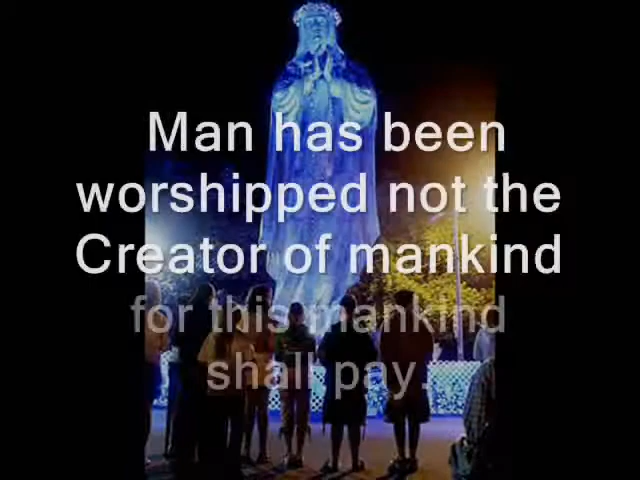 Man has been
worshipped not the
Creator of mankind
for this mankind
shall pay.